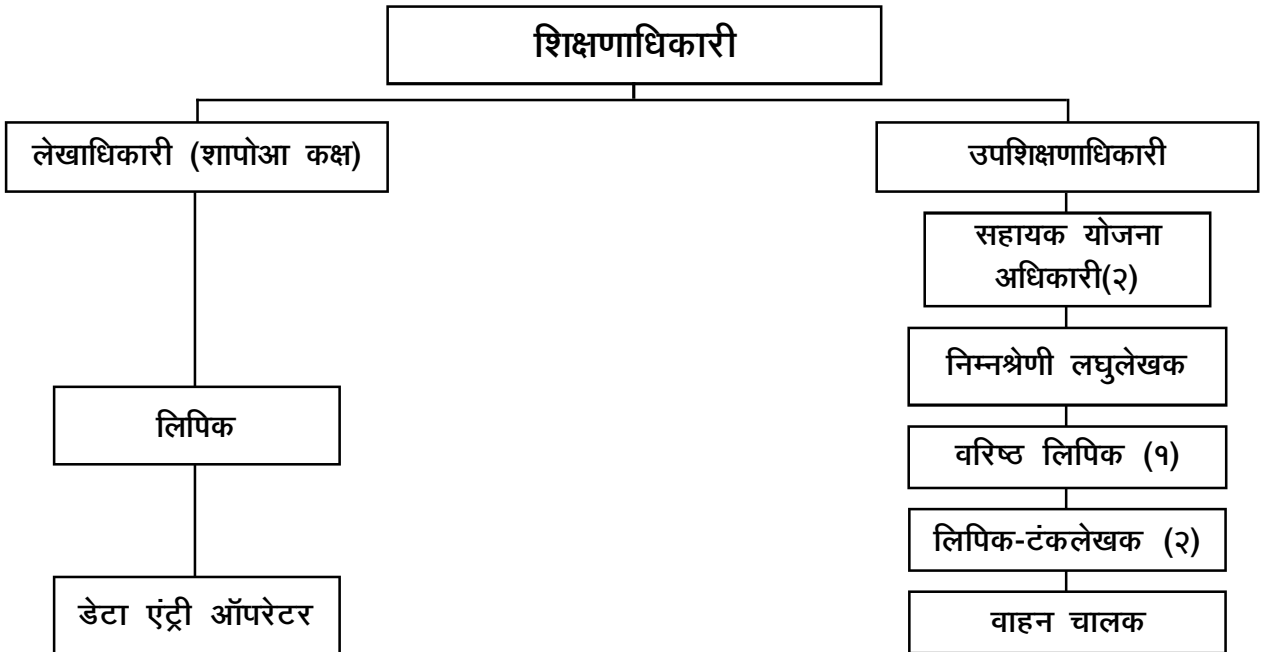 शिक्षणाधिकारी
लेखाधिकारी (शापोआ कक्ष)
उपशिक्षणाधिकारी
सहायक योजना
अधिकारी(२)
निम्नश्रेणी लघुलेखक
लिपिक
वरिष्ठ लिपिक (१)
लिपिक-टंकलेखक (२)
डेटा एंट्री ऑपरेटर
वाहन चालक